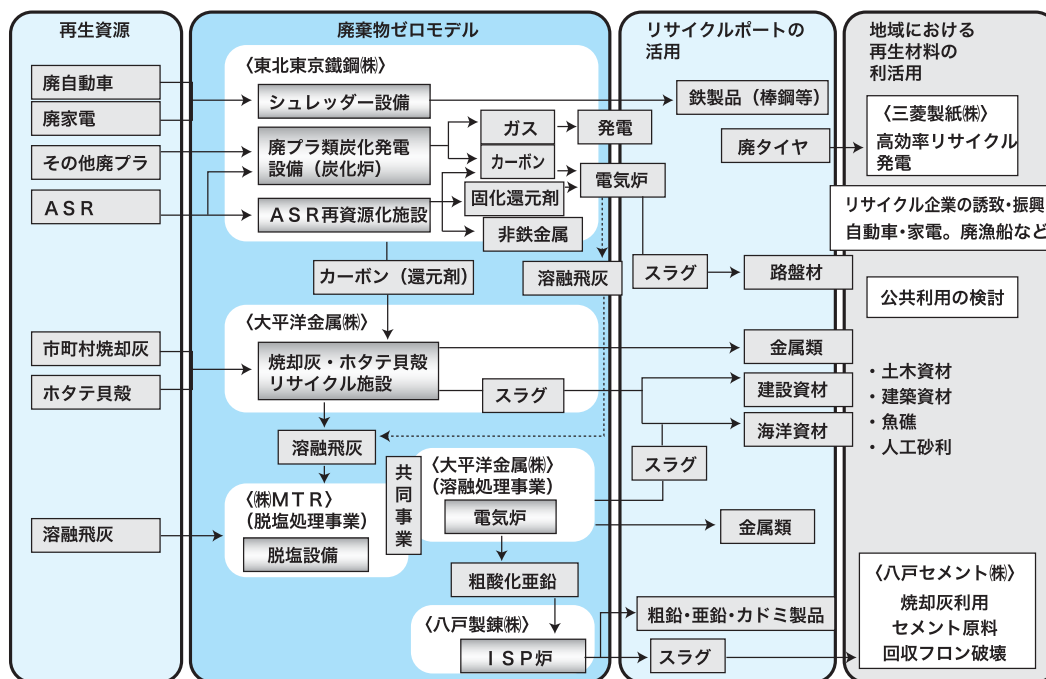 再生資源
廃自動車
廃家電
その他廃プラ
ASR
市町村焼却灰
ホタテ貝殻
溶融飛灰
廃棄物ゼロモデル
〈東北東京鐵鋼㈱〉
シュレッダー設備
廃プラ類炭化発電
設備（炭化炉）
ASR再資源化施設
ガス
発電
カーボン
固化還元剤
電気炉
非鉄金属
カーボン（還元剤）
溶融飛灰
〈大平洋金属㈱〉
焼却灰・ホタテ貝殻
リサイクル施設
スラグ
溶融飛灰
〈㈱MTR〉
（脱塩処理事業）
脱塩設備
共同事業
〈大平洋金属㈱〉
（溶融処理事業）
電気炉
粗酸化亜鉛
〈八戸製錬㈱〉
ISP炉
リサイクルポートの
活用
鉄製品（棒鋼等）
廃タイヤ
スラグ
路盤材
金属類
建設資材
海洋資材
スラグ
金属類
粗鉛・亜鉛・カドミ製品
スラグ
地域における
再生材料の
利活用
〈三菱製紙㈱〉
高効率リサイクル
発電
リサイクル企業の誘致・振興
自動車・家電。廃漁船など
公共利用の検討
・土木資材
・建築資材
・魚礁
・人工砂利
〈八戸セメント㈱〉
焼却灰利用
セメント原料
回収フロン破壊